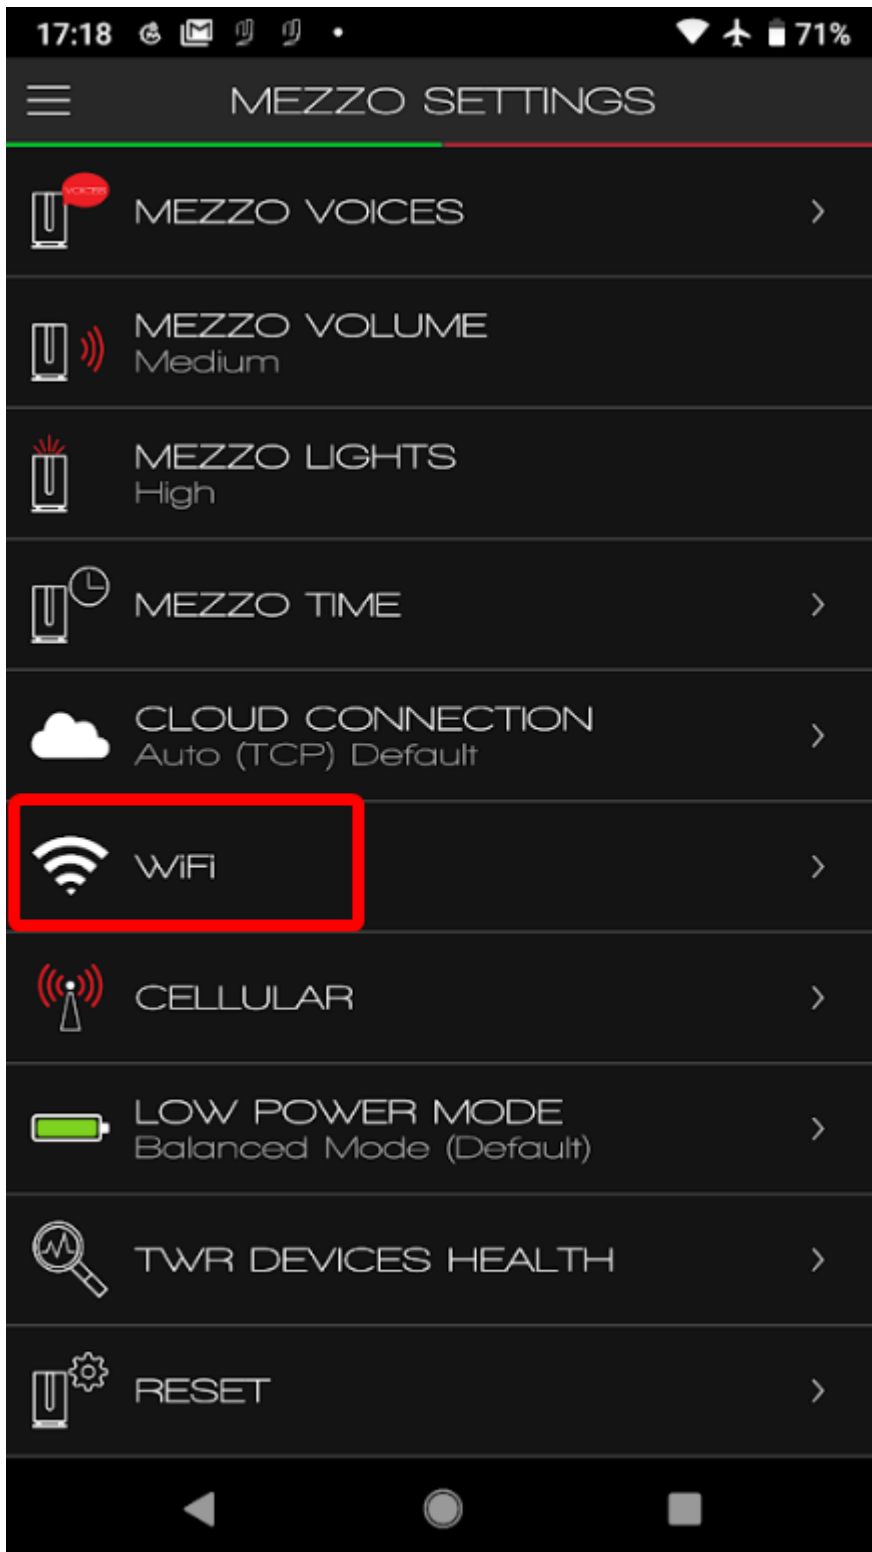 17:18
71%
MEZZO SETTINGS
VOICES
MEZZO VOICES
MEZZO VOLUME
Medium
MEZZO LIGHTS
High
MEZZO TIME
CLOUD CONNECTION
Auto (TCP) Default
WiFi
CELLULAR
LOW POWER MODE
Balanced Mode (Default)
TWR DEVICES HEALTH
RESET